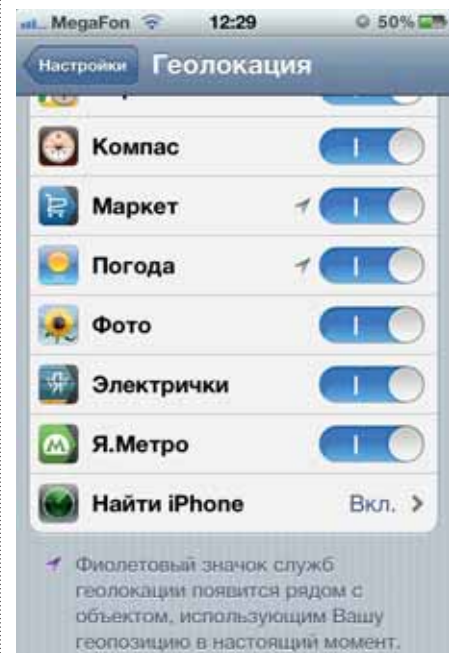 MegaFon 12:29 50%
Настройки Геолокация
Компас
Маркет
Погода
Фото
Электрички
Я.Метро
Найти iPhone Вкл.
Фиолетовый значок служб
геолокации появится рядом с
объектом, использующим Вашу
геопозицию в настоящий момент.